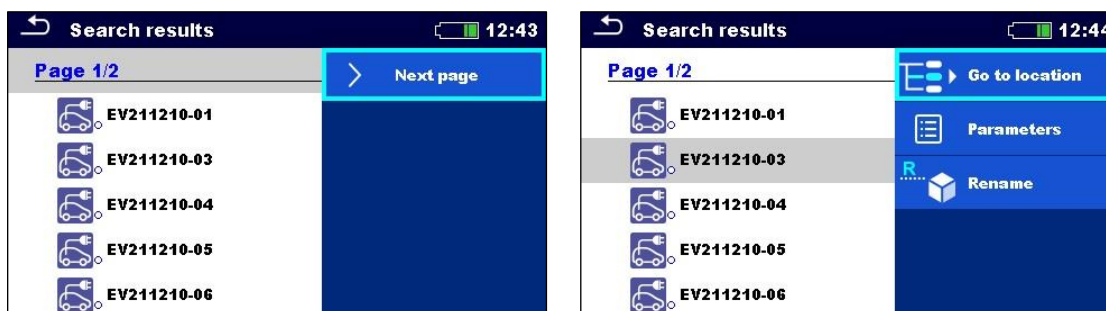 Search results
12:43
Page 1/2
Next page
EV211210-01
EV211210-03
EV211210-04
EV211210-05
EV211210-06
Search results
12:44
Page 1/2
Go to location
EV211210-01
Parameters
EV211210-03
R
Rename
EV211210-04
EV211210-05
EV211210-06